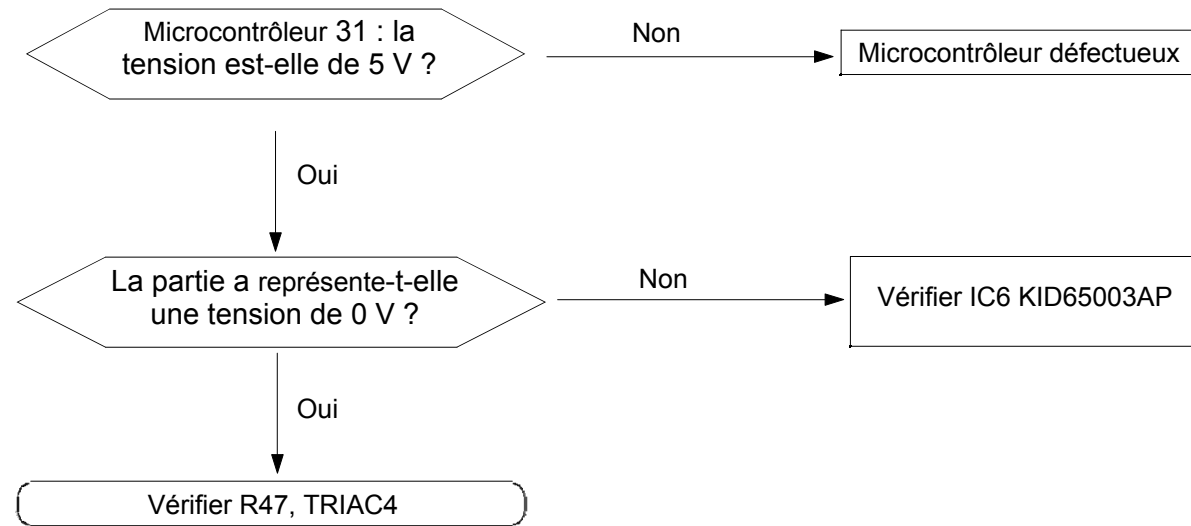 Microcontrôleur 31 : la
tension est-elle de 5 V ?
Non
Microcontrôleur défectueux
Oui
La partie a représente-t-elle
une tension de 0 V ?
Non
Vérifier IC6 KID65003AP
Oui
Vérifier R47, TRIAC4